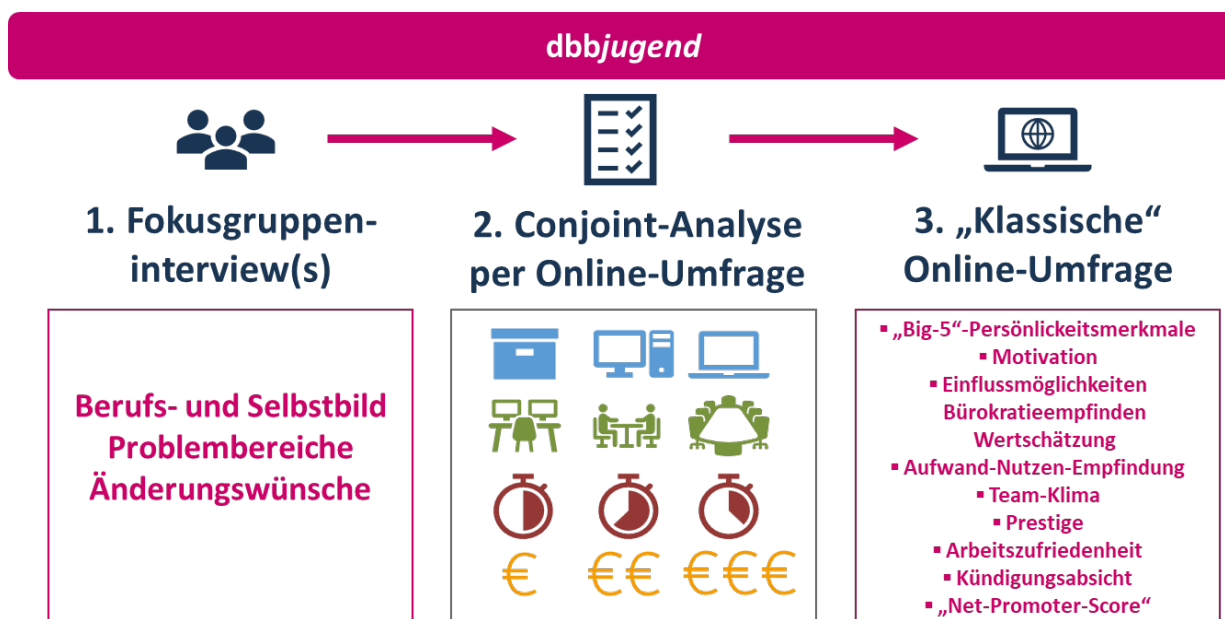 dbbjugend
1. Fokusgruppen-
interview(s)
2. Conjoint-Analyse
per Online-Umfrage
3. „Klassische“
Online-Umfrage
Berufs- und Selbstbild
Problembereiche
Änderungswünsche
€ €€ €€€
▪ „Big-5“-Persönlickeitsmerkmale
▪ Motivation
▪ Einflussmöglichkeiten
Bürokratieempfinden
Wertschätzung
▪ Aufwand-Nutzen-Empfindung
▪ Team-Klima
▪ Prestige
▪ Arbeitszufriedenheit
▪ Kündigungsabsicht
▪ „Net-Promoter-Score“